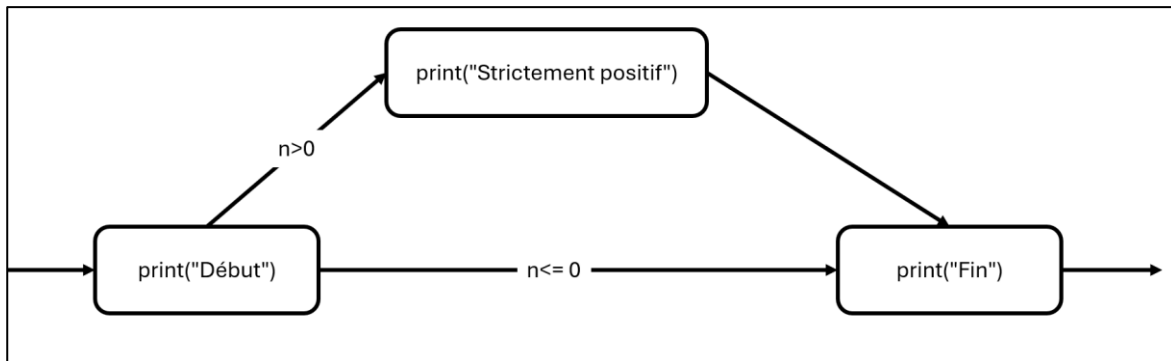 print("Strictement positif")
n>0
print("Début")
n<= 0
print("Fin")